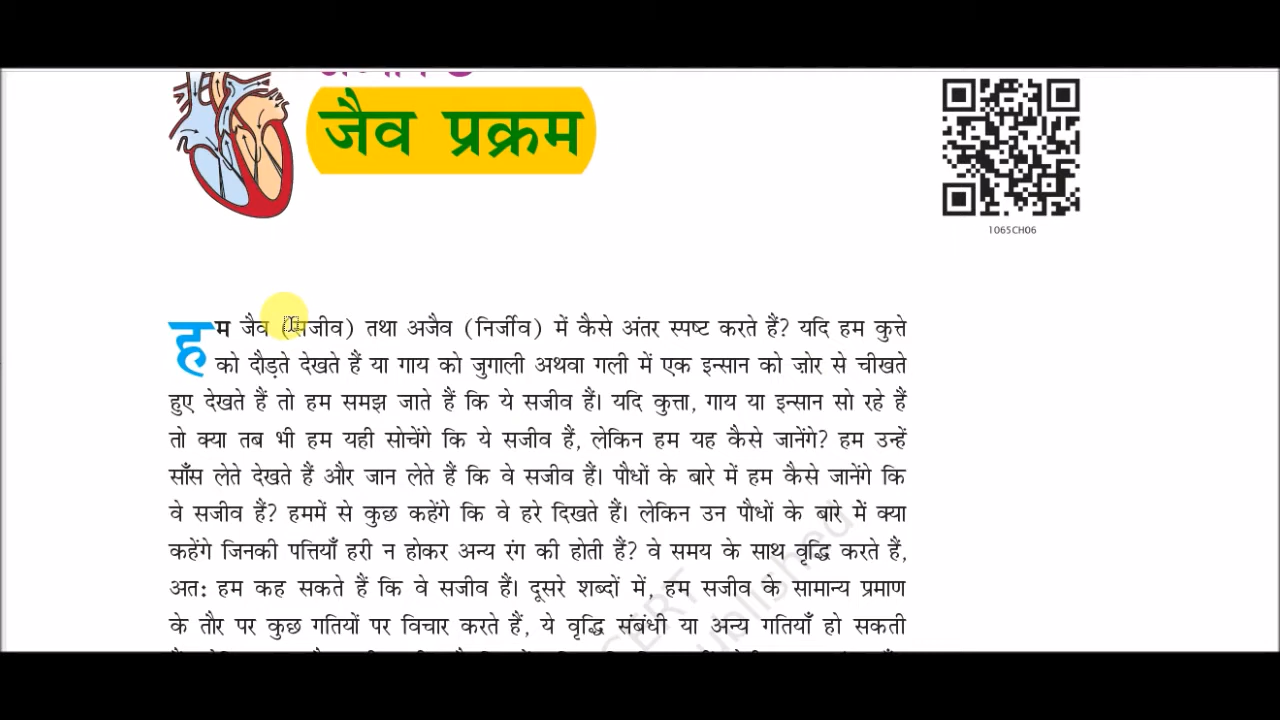 जैव प्रक्रम
1065CH06
हम जैव (सजीव) तथा अजैव (निर्जीव) में कैसे अंतर स्पष्ट करते हैं? यदि हम कुत्ते
को दौड़ते देखते हैं या गाय को जुगाली अथवा गली में एक इन्सान को ज़ोर से चीखते
हुए देखते हैं तो हम समझ जाते हैं कि ये सजीव हैं। यदि कुत्ता, गाय या इन्सान सो रहे हैं
तो क्या तब भी हम यही सोचेंगे कि ये सजीव हैं, लेकिन हम यह कैसे जानेंगे? हम उन्हें
साँस लेते देखते हैं और जान लेते हैं कि वे सजीव हैं। पौधों के बारे में हम कैसे जानेंगे कि
वे सजीव हैं? हममें से कुछ कहेंगे कि वे हरे दिखते हैं। लेकिन उन पौधों के बारे में क्या
कहेंगे जिनकी पत्तियाँ हरी न होकर अन्य रंग की होती हैं? वे समय के साथ वृद्धि करते हैं,
अतः हम कह सकते हैं कि वे सजीव हैं। दूसरे शब्दों में, हम सजीव के सामान्य प्रमाण
के तौर पर कुछ गतियों पर विचार करते हैं, ये वृद्धि संबंधी या अन्य गतियाँ हो सकती